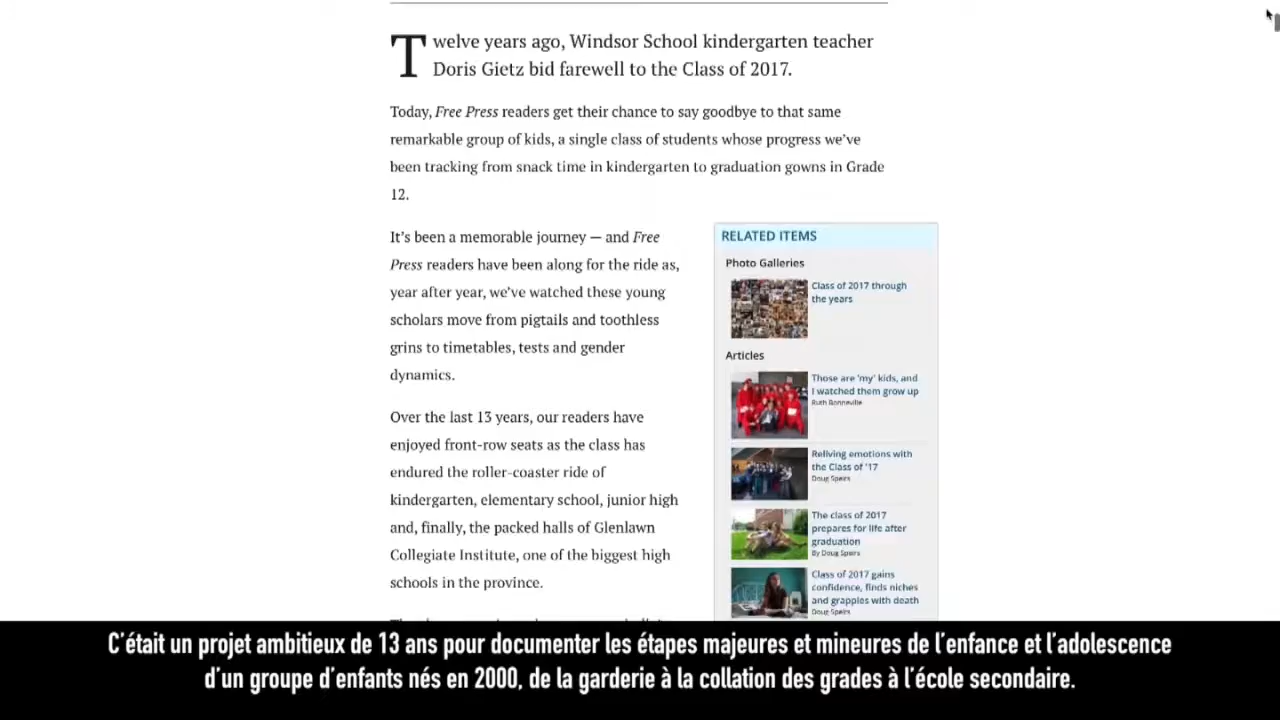 Twelve years ago, Windsor School kindergarten teacher
Doris Gietz bid farewell to the Class of 2017.
Today, Free Press readers get their chance to say goodbye to that same
remarkable group of kids, a single class of students whose progress we've
been tracking from snack time in kindergarten to graduation gowns in Grade
12.
It's been a memorable journey — and Free
Press readers have been along for the ride as,
year after year, we've watched these young
scholars move from pigtails and toothless
grins to timetables, tests and gender
dynamics.
Over the last 13 years, our readers have
enjoyed front-row seats as the class has
endured the roller-coaster ride of
kindergarten, elementary school, junior high
and, finally, the packed halls of Glenlawn
Collegiate Institute, one of the biggest high
schools in the province.
RELATED ITEMS
Photo Galleries
Class of 2017 through
the years
Articles
Those are 'my' kids, and
I watched them grow up
Ruth Bonneville
Reliving emotions with
the Class of '17
Doug Speirs
The class of 2017
prepares for life after
graduation
By Doug Speirs
Class of 2017 gains
confidence, finds niches
and grapples with death
Doug Speirs
C'était un projet ambitieux de 13 ans pour documenter les étapes majeures et mineures de l'enfance et l'adolescence
d'un groupe d'enfants nés en 2000, de la garderie à la collation des grades à l'école secondaire.